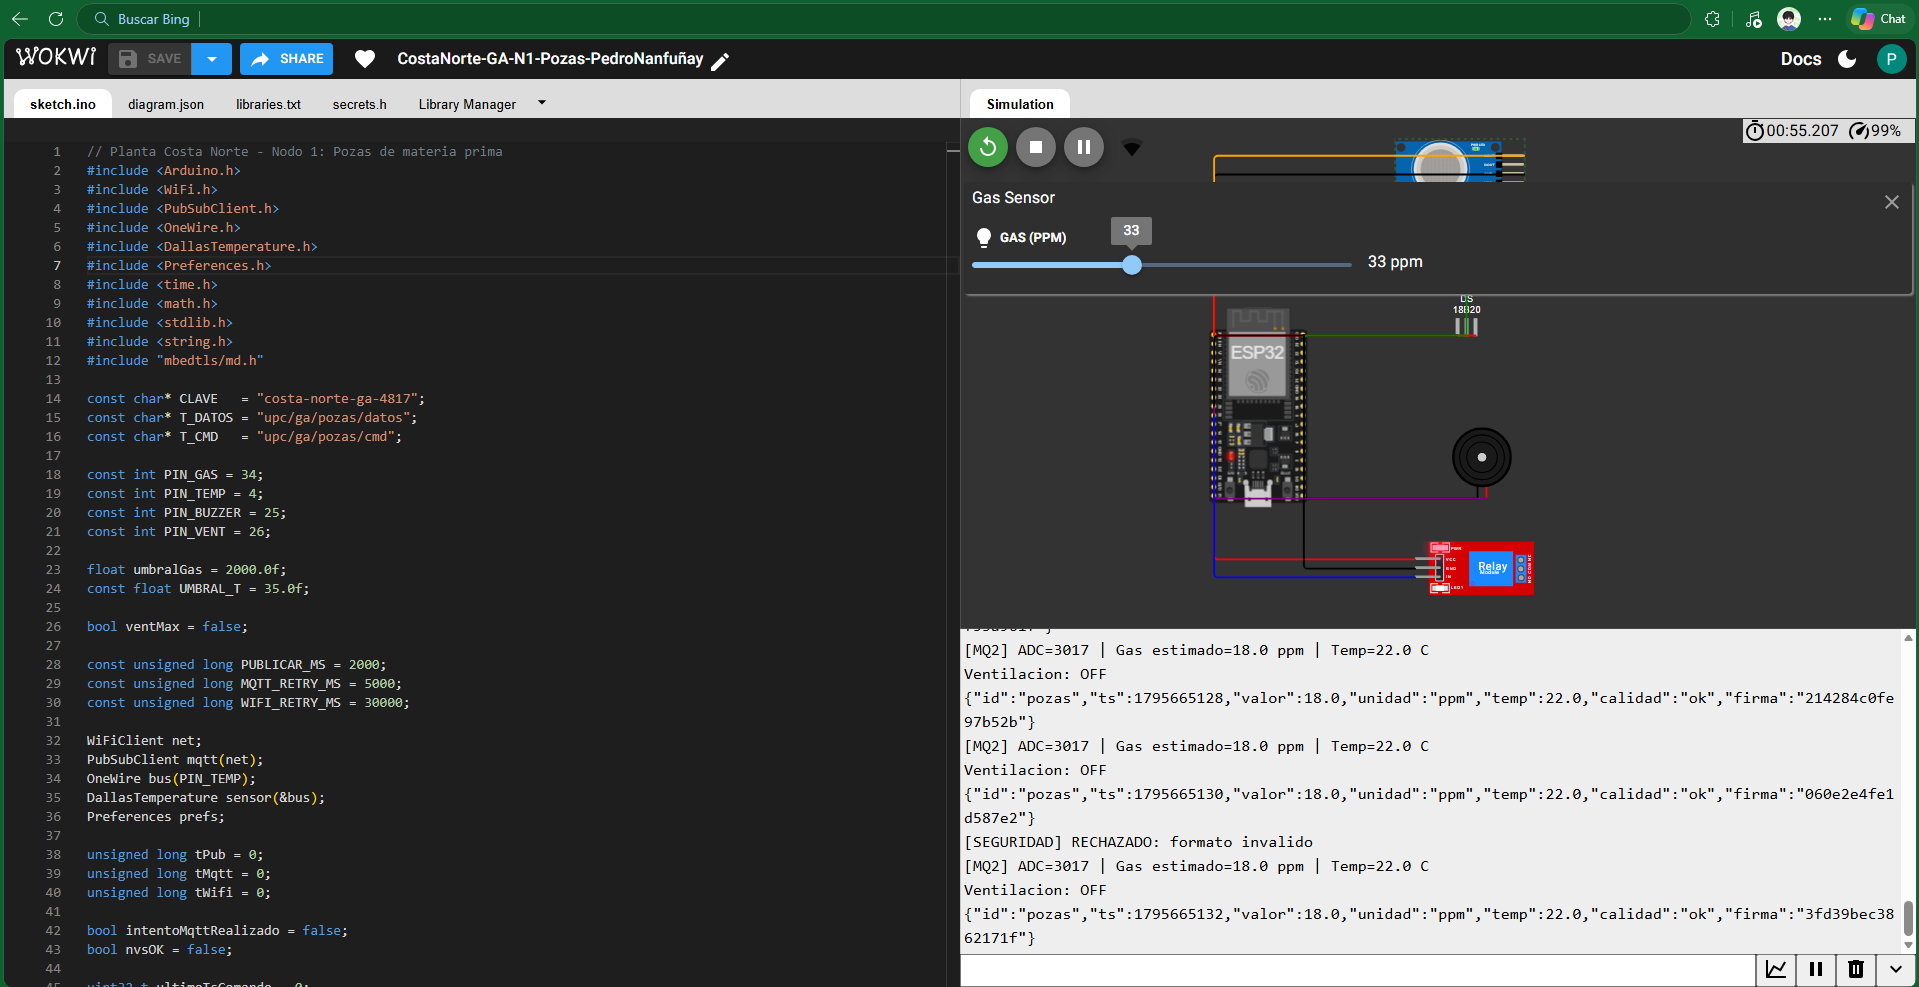 Buscar Bing
Chat
WOKWi
SAVE
SHARE
CostaNorte-GA-N1-Pozas-PedroNanfuñay
Docs
P
sketch.ino
diagram.json
libraries.txt
secrets.h
Library Manager
1 // Planta Costa Norte - Nodo 1: Pozas de materia prima
2 #include <Arduino.h>
3 #include <WiFi.h>
4 #include <PubSubClient.h>
5 #include <OneWire.h>
6 #include <DallasTemperature.h>
7 #include <Preferences.h>
8 #include <time.h>
9 #include <math.h>
10 #include <stdlib.h>
11 #include <string.h>
12 #include "mbedtls/md.h"
13
14 const char* CLAVE   = "costa-norte-ga-4817";
15 const char* T_DATOS = "upc/ga/pozas/datos";
16 const char* T_CMD   = "upc/ga/pozas/cmd";
17
18 const int PIN_GAS = 34;
19 const int PIN_TEMP = 4;
20 const int PIN_BUZZER = 25;
21 const int PIN_VENT = 26;
22
23 float umbralGas = 2000.0f;
24 const float UMBRAL_T = 35.0f;
25
26 bool ventMax = false;
27
28 const unsigned long PUBLICAR_MS = 2000;
29 const unsigned long MQTT_RETRY_MS = 5000;
30 const unsigned long WIFI_RETRY_MS = 30000;
31
32 WiFiClient net;
33 PubSubClient mqtt(net);
34 OneWire bus(PIN_TEMP);
35 DallasTemperature sensor(&bus);
36 Preferences prefs;
37
38 unsigned long tPub = 0;
39 unsigned long tMqtt = 0;
40 unsigned long tWifi = 0;
41
42 bool intentoMqttRealizado = false;
43 bool nvsOK = false;
44
Simulation
00:55.207
99%
Gas Sensor
33
GAS (PPM)
33 ppm
DS
18B20
ESP32
PWR
VCC
GND
IN
LED1
Relay
Module
NO COM NC
[MQ2] ADC=3017 | Gas estimado=18.0 ppm | Temp=22.0 C
Ventilacion: OFF
{"id":"pozas","ts":1795665128,"valor":18.0,"unidad":"ppm","temp":22.0,"calidad":"ok","firma":"214284c0fe
97b52b"}
[MQ2] ADC=3017 | Gas estimado=18.0 ppm | Temp=22.0 C
Ventilacion: OFF
{"id":"pozas","ts":1795665130,"valor":18.0,"unidad":"ppm","temp":22.0,"calidad":"ok","firma":"060e2e4fe1
d587e2"}
[SEGURIDAD] RECHAZADO: formato invalido
[MQ2] ADC=3017 | Gas estimado=18.0 ppm | Temp=22.0 C
Ventilacion: OFF
{"id":"pozas","ts":1795665132,"valor":18.0,"unidad":"ppm","temp":22.0,"calidad":"ok","firma":"3fd39bec38
62171f"}